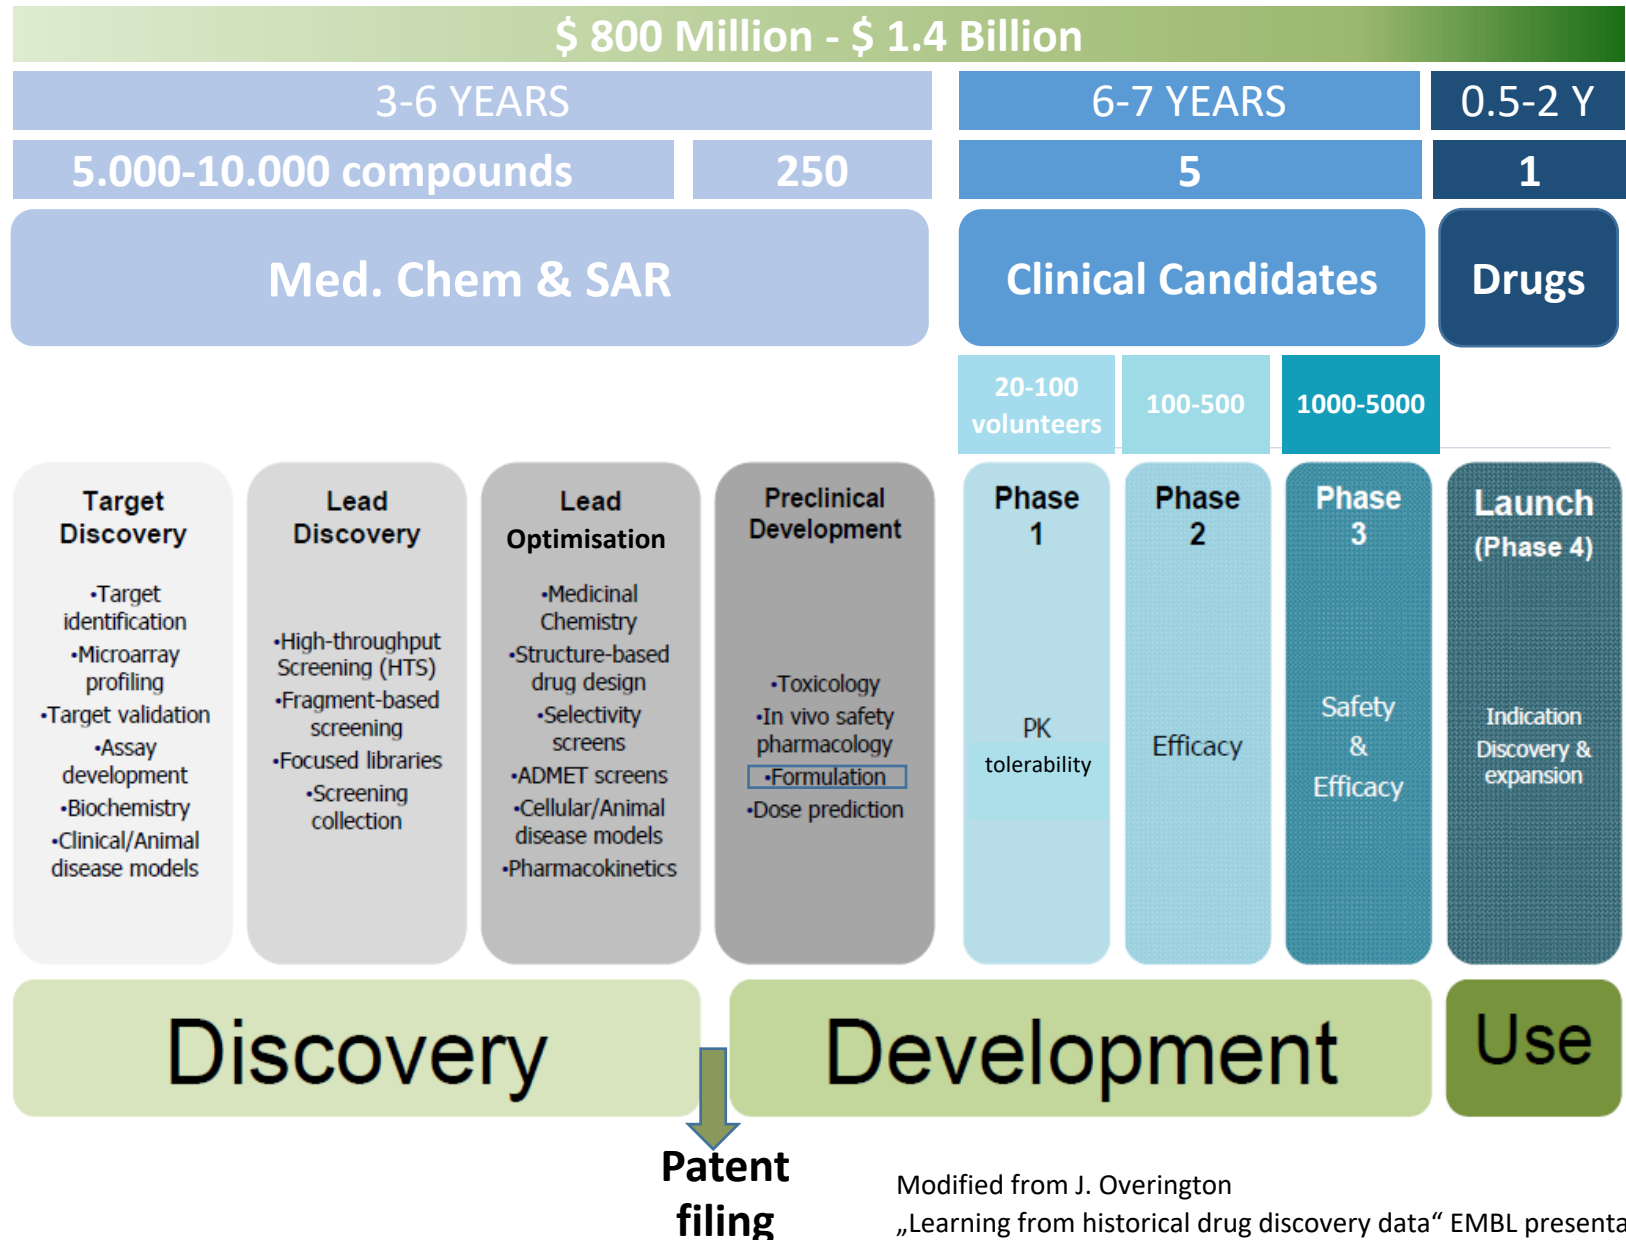 $ 800 Million - $ 1.4 Billion
3-6 YEARS
6-7 YEARS
0.5-2 Y
5.000-10.000 compounds
250
5
1
Med. Chem & SAR
Clinical Candidates
Drugs
20-100
volunteers
100-500
1000-5000
Target
Discovery
•Target
identification
•Microarray
profiling
•Target validation
•Assay
development
•Biochemistry
•Clinical/Animal
disease models
Lead
Discovery
•High-throughput
Screening (HTS)
•Fragment-based
screening
•Focused libraries
•Screening
collection
Lead
Optimisation
•Medicinal
Chemistry
•Structure-based
drug design
•Selectivity
screens
•ADMET screens
•Cellular/Animal
disease models
•Pharmacokinetics
Preclinical
Development
•Toxicology
•In vivo safety
pharmacology
•Formulation
•Dose prediction
Phase
1
PK
tolerability
Phase
2
Efficacy
Phase
3
Safety
&
Efficacy
Launch
(Phase 4)
Indication
Discovery &
expansion
Discovery
Development
Use
Patent
filing
Modified from J. Overington
„Learning from historical drug discovery data“ EMBL presenta